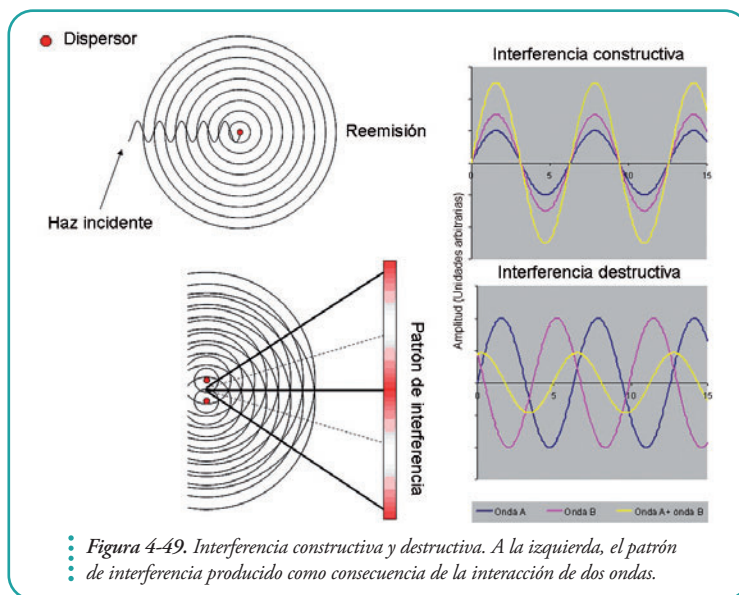 Dispersor
Reemisión
Haz incidente
Patrón de interferencia
Interferencia constructiva
0 5 10 15
Amplitud (Unidades arbitrarias)
Interferencia destructiva
0 5 10 15
Onda A Onda B Onda A+ onda B
Figura 4-49. Interferencia constructiva y destructiva. A la izquierda, el patrón
de interferencia producido como consecuencia de la interacción de dos ondas.